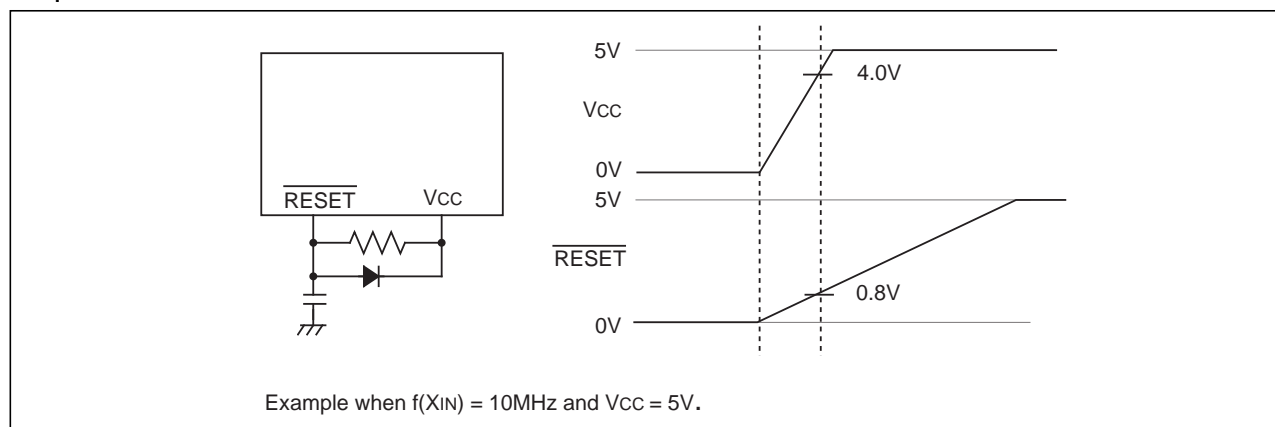 RESET
VCC
5V
4.0V
VCC
0V
5V
RESET
0.8V
0V
Example when f(XIN) = 10MHz and VCC = 5V.